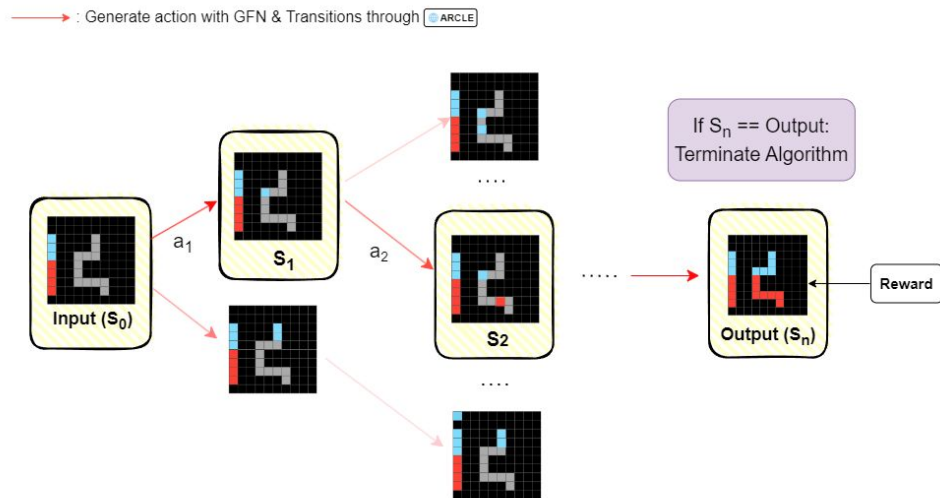 : Generate action with GFN & Transitions through ARCLE
If Sn == Output:
Terminate Algorithm
....
a1
S1
a2
.....
Reward
Input (S0)
S2
Output (Sn)
....